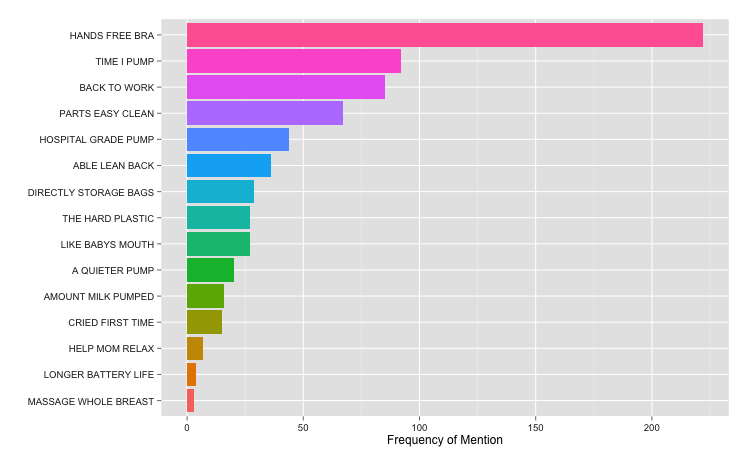 HANDS FREE BRA
TIME I PUMP
BACK TO WORK
PARTS EASY CLEAN
HOSPITAL GRADE PUMP
ABLE LEAN BACK
DIRECTLY STORAGE BAGS
THE HARD PLASTIC
LIKE BABYS MOUTH
A QUIETER PUMP
AMOUNT MILK PUMPED
CRIED FIRST TIME
HELP MOM RELAX
LONGER BATTERY LIFE
MASSAGE WHOLE BREAST
0 50 100 150 200
Frequency of Mention